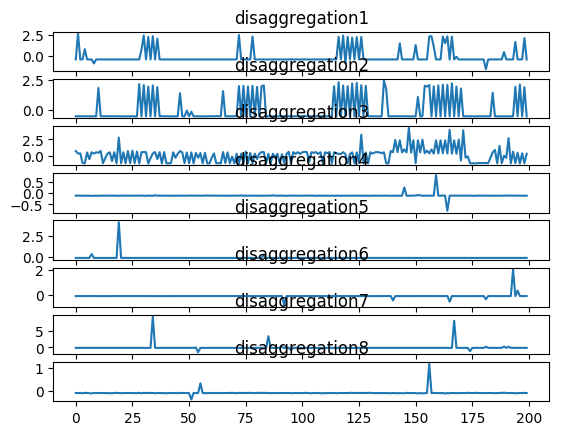 disaggregation1
2.5
0.0
disaggregation2
2.5
0.0
disaggregation3
2.5
0.0
disaggregation4
0.5
0.0
−0.5
disaggregation5
2.5
0.0
disaggregation6
2
0
disaggregation7
5
0
disaggregation8
1
0
0 25 50 75 100 125 150 175 200